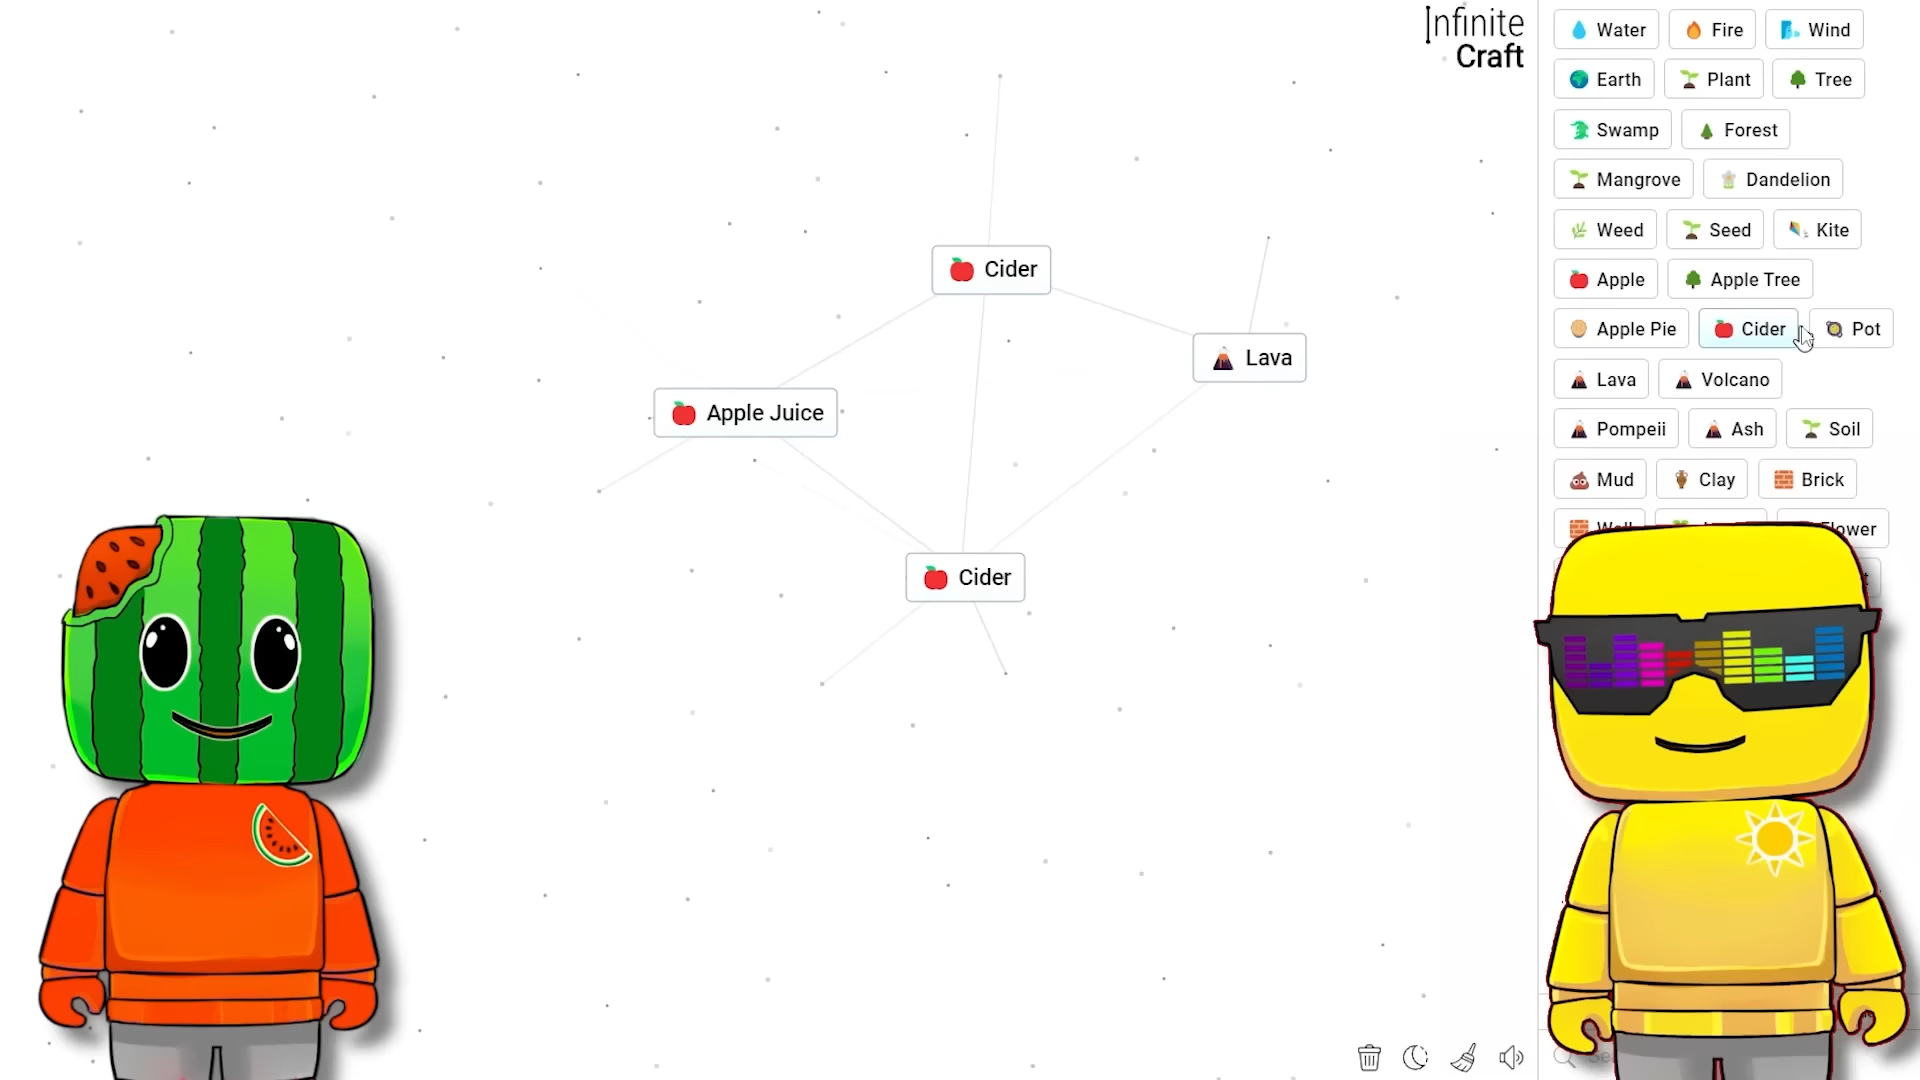 Infinite
Craft
Water Fire Wind
Earth Plant Tree
Swamp Forest
Mangrove Dandelion
Weed Seed Kite
Apple Apple Tree
Apple Pie Cider Pot
Lava Volcano
Pompeii Ash Soil
Mud Clay Brick
Flower
Cider
Lava
Apple Juice
Cider